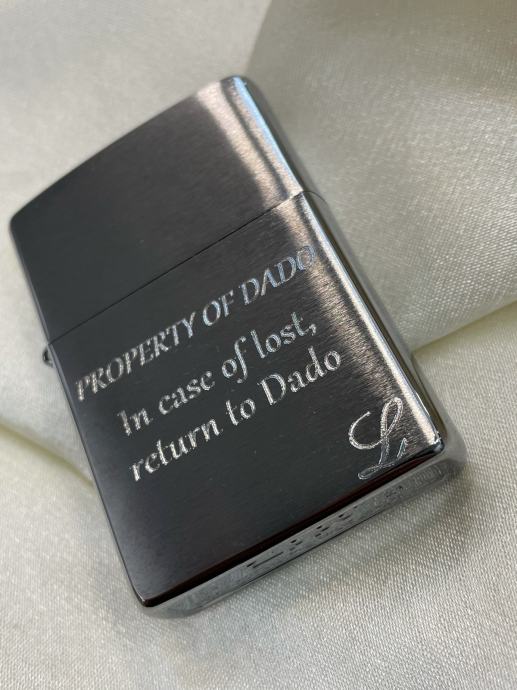 PROPERTY OF DADO
In case of lost,
return to Dado
L